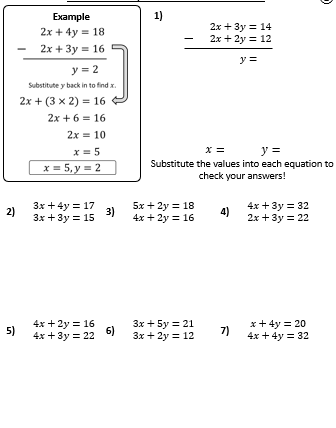 Example
2x + 4y = 18
− 2x + 3y = 16
y = 2
Substitute y back in to find x.
2x + (3 × 2) = 16
2x + 6 = 16
2x = 10
x = 5
x = 5, y = 2
1)
2x + 3y = 14
− 2x + 2y = 12
y =
x = y =
Substitute the values into each equation to
check your answers!
2) 3x + 4y = 17
3x + 3y = 15
3) 5x + 2y = 18
4x + 2y = 16
4) 4x + 3y = 32
2x + 3y = 22
5) 4x + 2y = 16
4x + 3y = 22
6) 3x + 5y = 21
3x + 2y = 12
7) x + 4y = 20
4x + 4y = 32